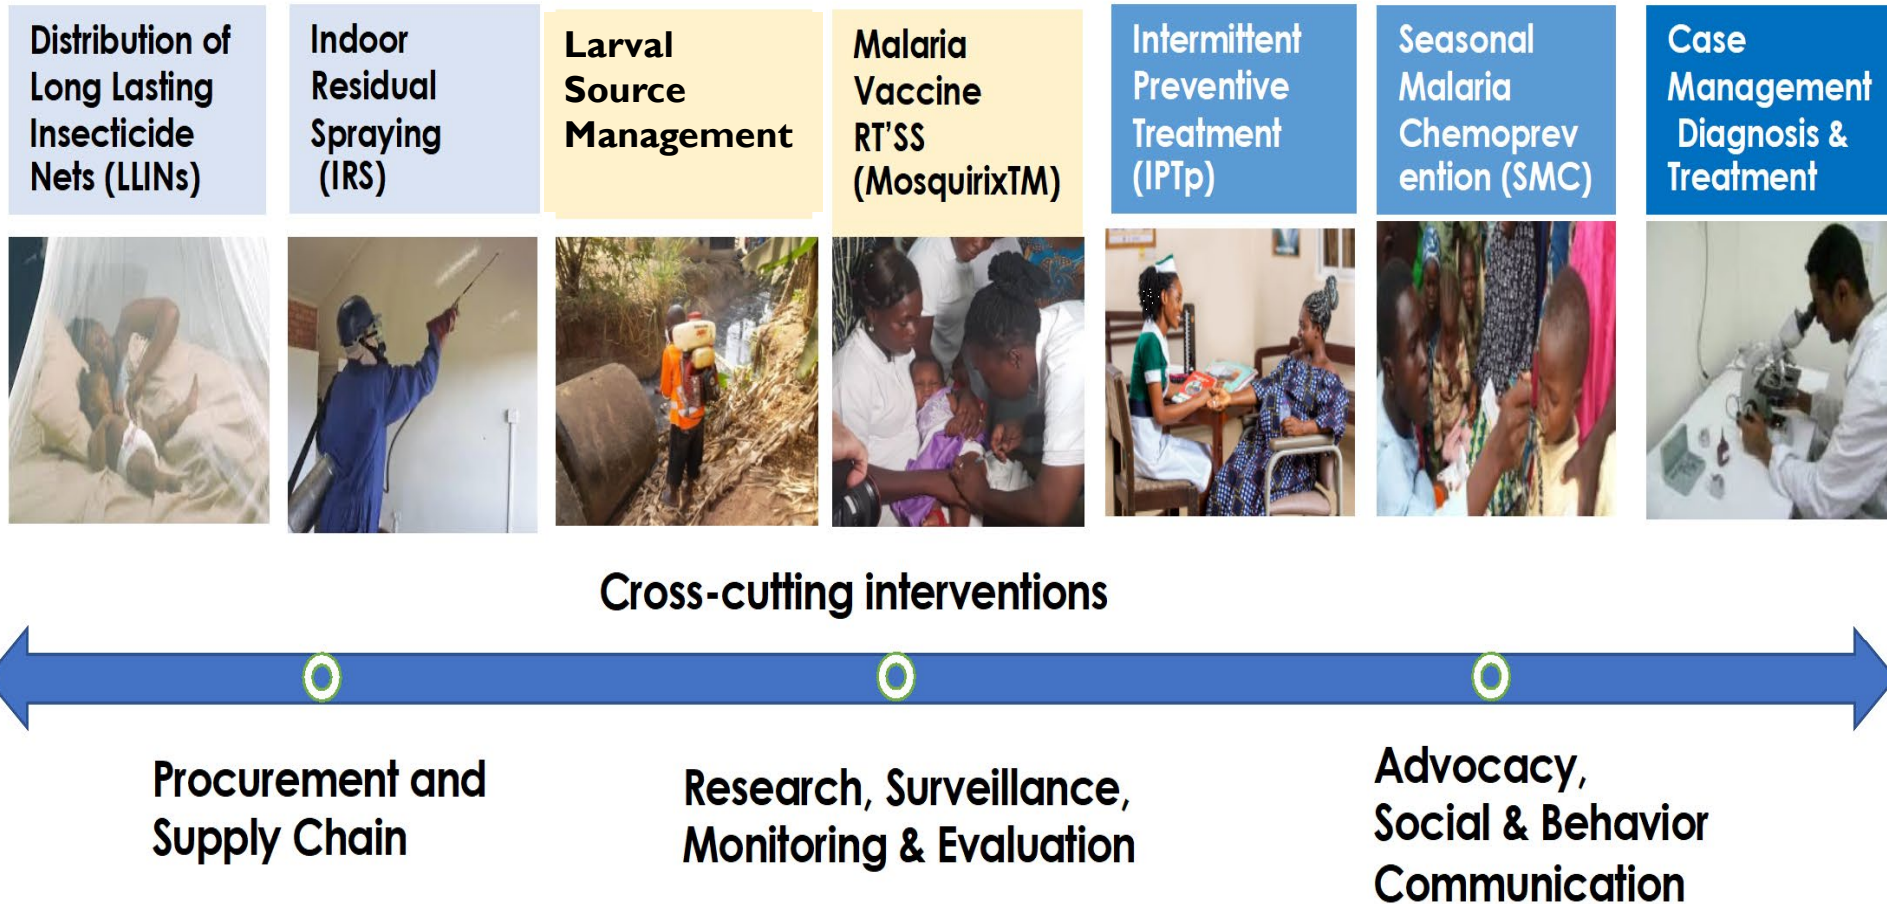 Distribution of
Long Lasting
Insecticide
Nets (LLINs)
Indoor
Residual
Spraying
(IRS)
Larval
Source
Management
Malaria
Vaccine
RT'SS
(MosquirixTM)
Intermittent
Preventive
Treatment
(IPTp)
Seasonal
Malaria
Chemoprev
ention (SMC)
Case
Management
Diagnosis &
Treatment
Cross-cutting interventions
Procurement and
Supply Chain
Research, Surveillance,
Monitoring & Evaluation
Advocacy,
Social & Behavior
Communication